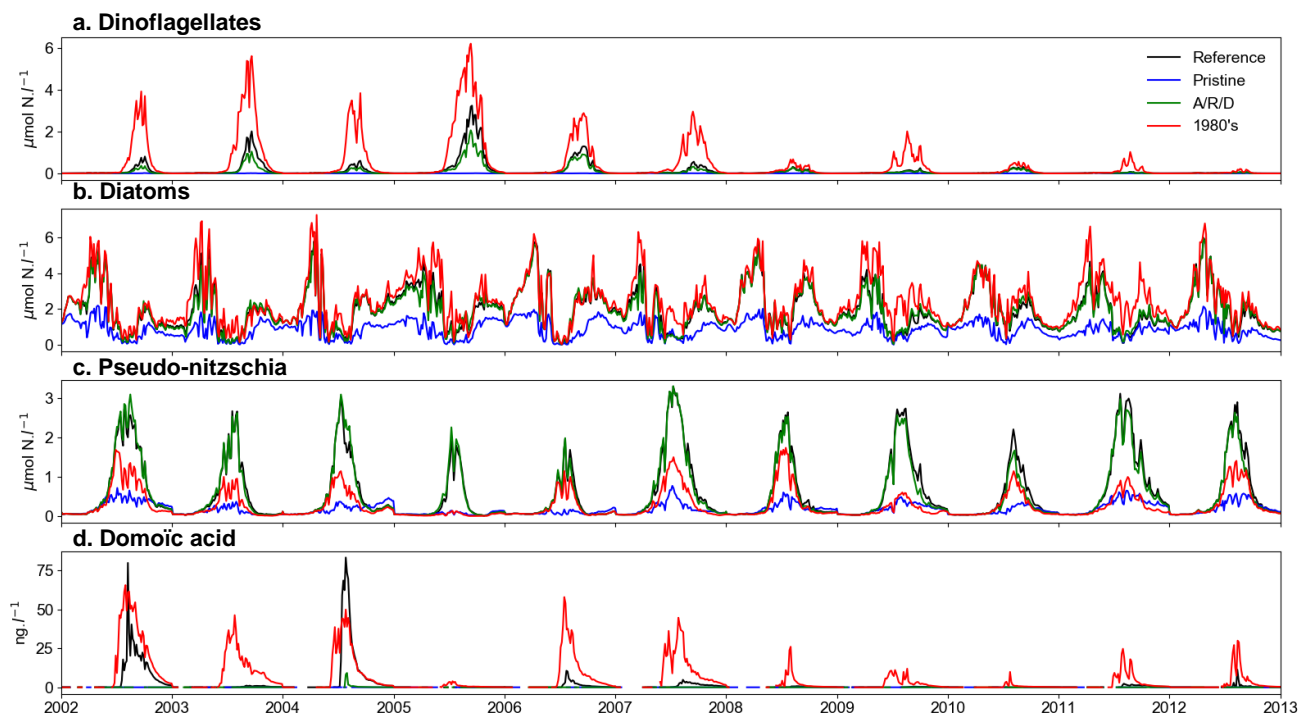 a. Dinoflagellates
6
4
2
0
μmol N.l⁻¹
Reference
Pristine
A/R/D
1980's
b. Diatoms
6
4
2
0
μmol N.l⁻¹
c. Pseudo-nitzschia
3
2
1
0
μmol N.l⁻¹
d. Domoïc acid
75
50
25
0
ng.l⁻¹
2002 2003 2004 2005 2006 2007 2008 2009 2010 2011 2012 2013